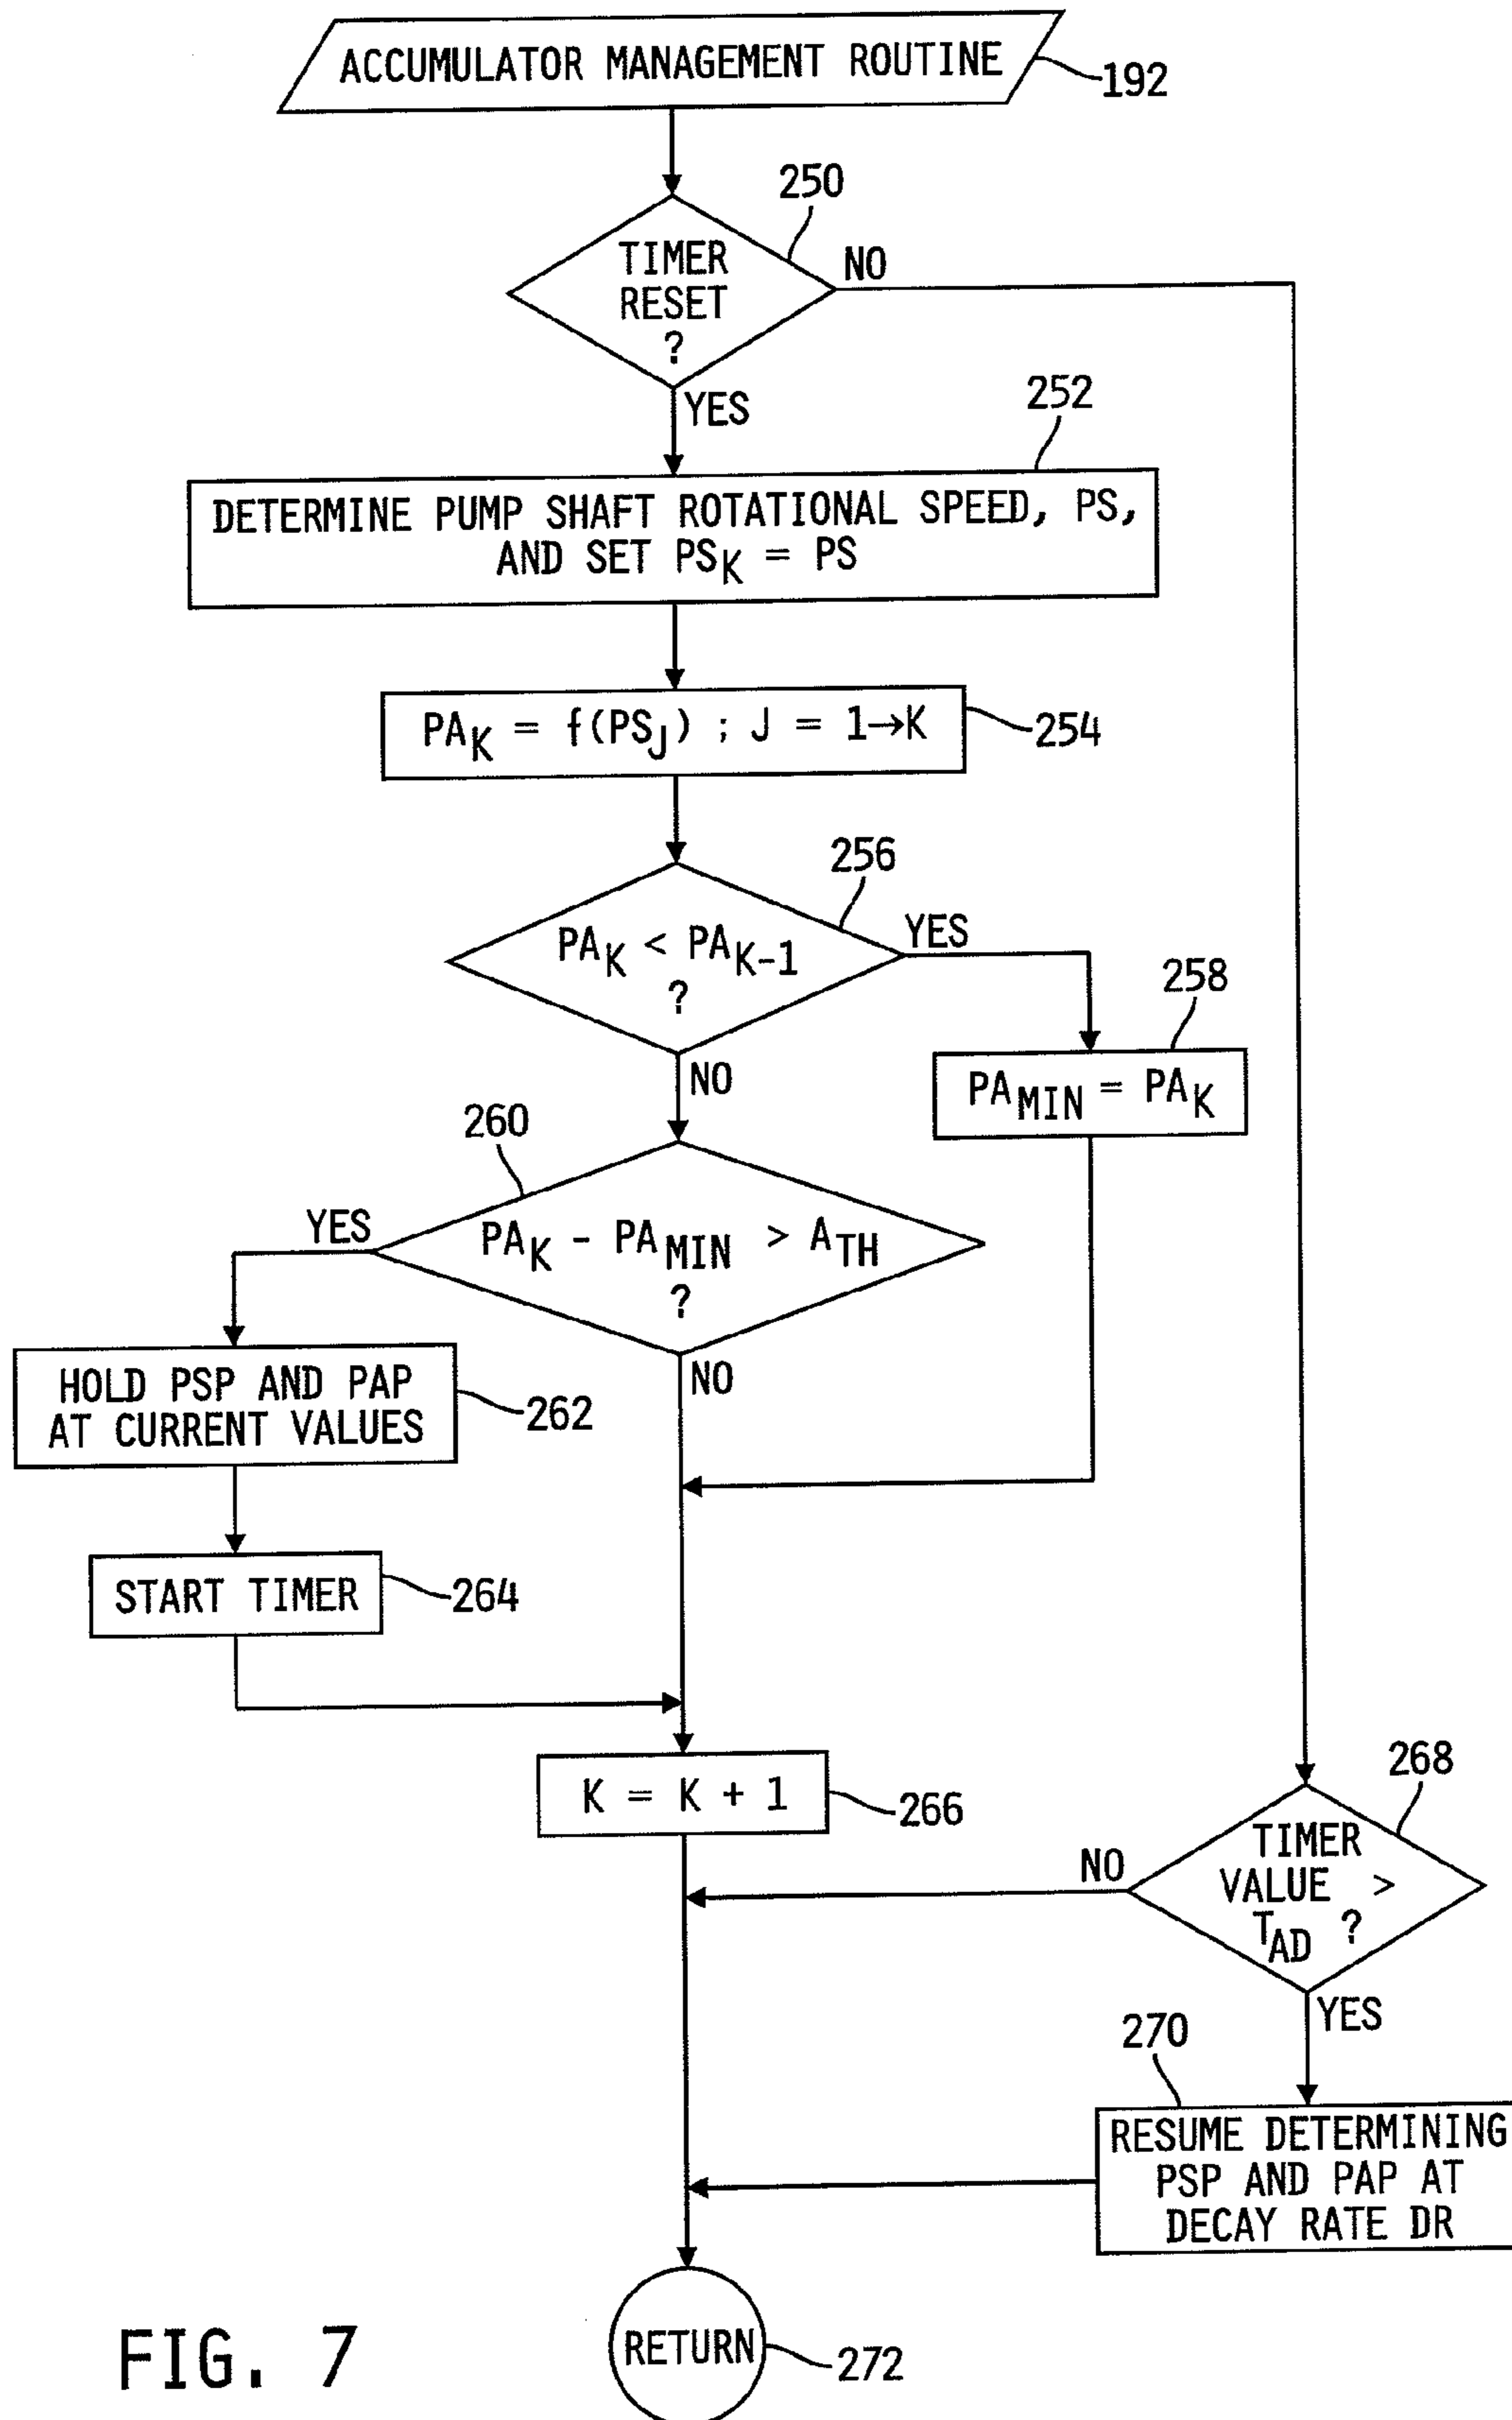 ACCUMULATOR MANAGEMENT ROUTINE
192
250
TIMER
RESET
?
NO
YES
252
DETERMINE PUMP SHAFT ROTATIONAL SPEED, PS,
AND SET PSK = PS
PAK = f(PSJ) ; J = 1→K
254
256
PAK < PAK-1
?
YES
NO
258
PAMIN = PAK
260
PAK - PAMIN > ATH
?
YES
NO
HOLD PSP AND PAP
AT CURRENT VALUES
262
START TIMER
264
K = K + 1
266
268
TIMER
VALUE >
TAD ?
NO
YES
270
RESUME DETERMINING
PSP AND PAP AT
DECAY RATE DR
RETURN
272
FIG. 7